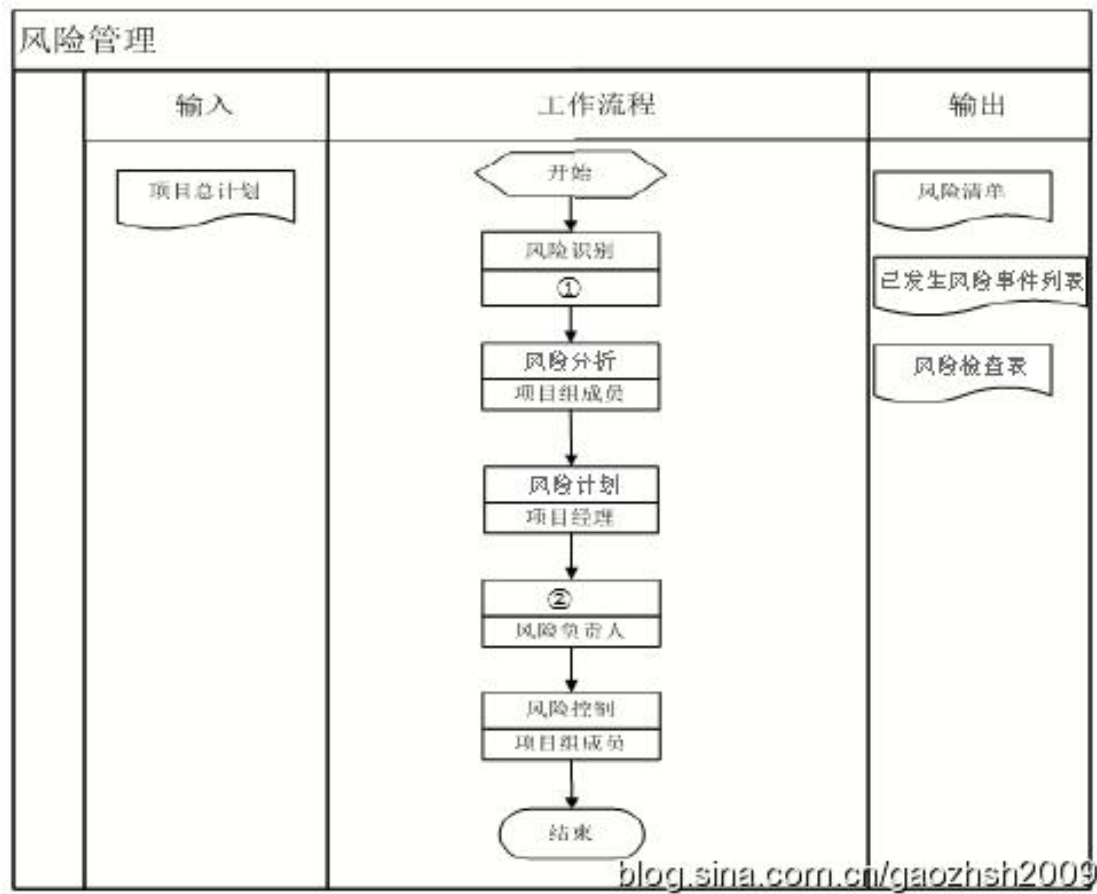 风险管理
输入
工作流程
输出
项目总计划
开始
风险识别
①
风险分析
项目组成员
风险计划
项目经理
②
风险负责人
风险控制
项目组成员
结束
风险清单
已发生风险事件列表
风险检查表
blog.sina.com.cn/gaozhsh2009